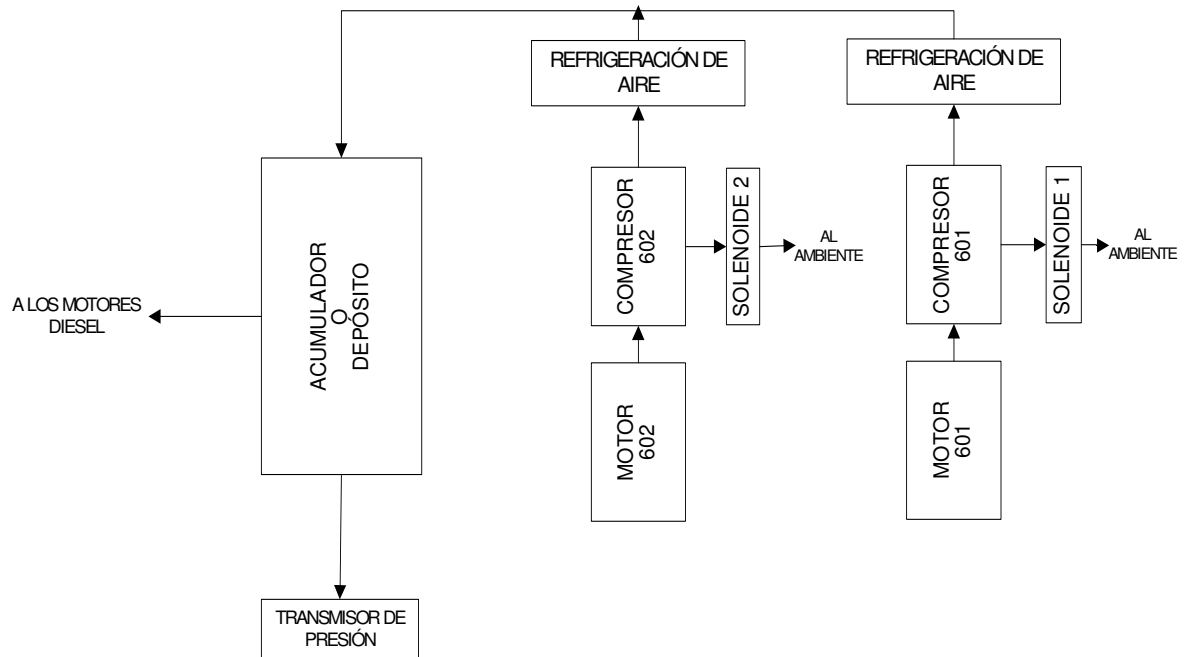 REFRIGERACIÓN DE
AIRE
REFRIGERACIÓN DE
AIRE
ACUMULADOR
O
DEPÓSITO
COMPRESOR
602
SOLENOIDE 2
AL
AMBIENTE
COMPRESOR
601
SOLENOIDE 1
AL
AMBIENTE
A LOS MOTORES
DIESEL
MOTOR
602
MOTOR
601
TRANSMISOR DE
PRESIÓN